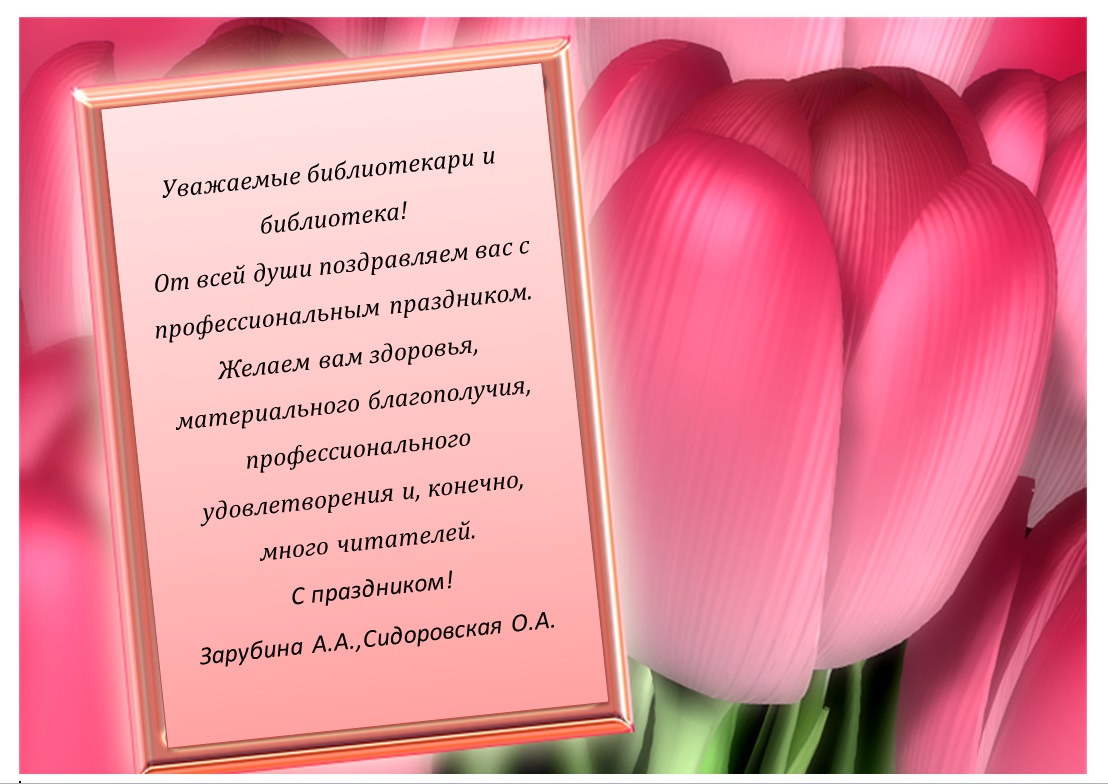 Уважаемые библиотекари и
библиотека!
От всей души поздравляем вас с
профессиональным праздником.
Желаем вам здоровья,
материального благополучия,
профессионального
удовлетворения и, конечно,
много читателей.
С праздником!
Зарубина А.А.,Сидоровская О.А.